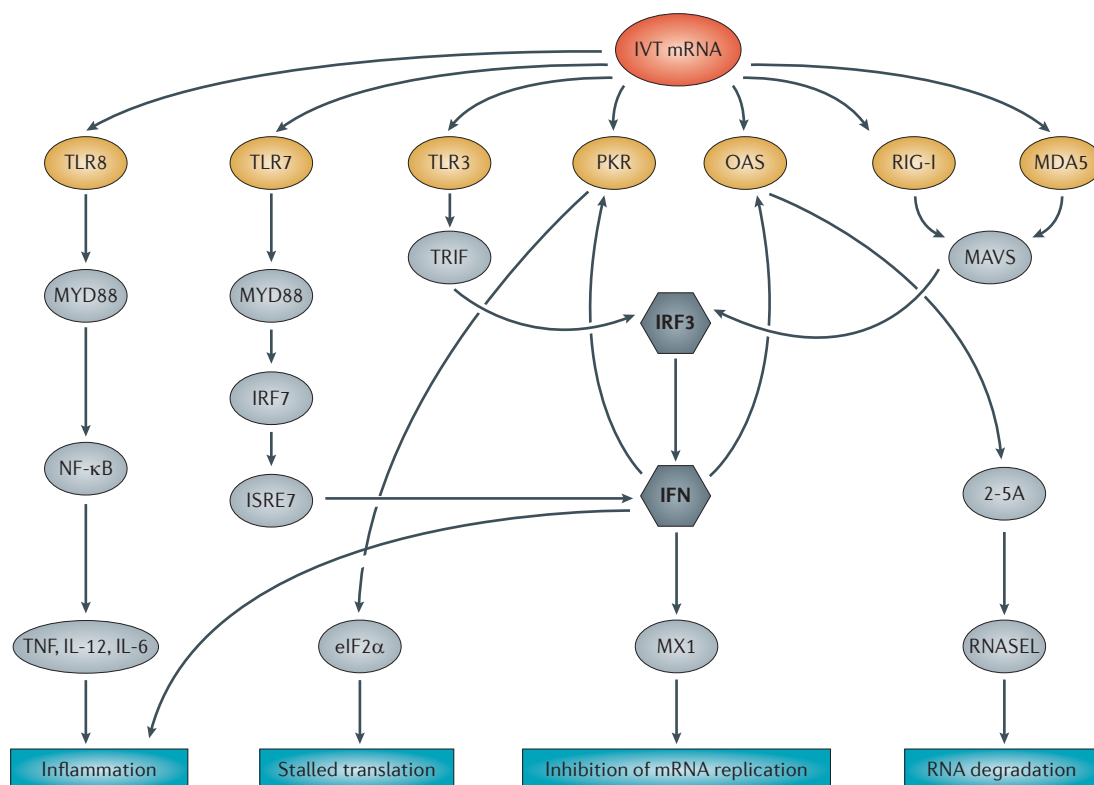 IVT mRNA
TLR8
TLR7
TLR3
PKR
OAS
RIG-I
MDA5
TRIF
MAVS
MYD88
MYD88
IRF3
IRF7
NF-κB
ISRE7
IFN
2-5A
TNF, IL-12, IL-6
eIF2α
MX1
RNASEL
Inflammation
Stalled translation
Inhibition of mRNA replication
RNA degradation